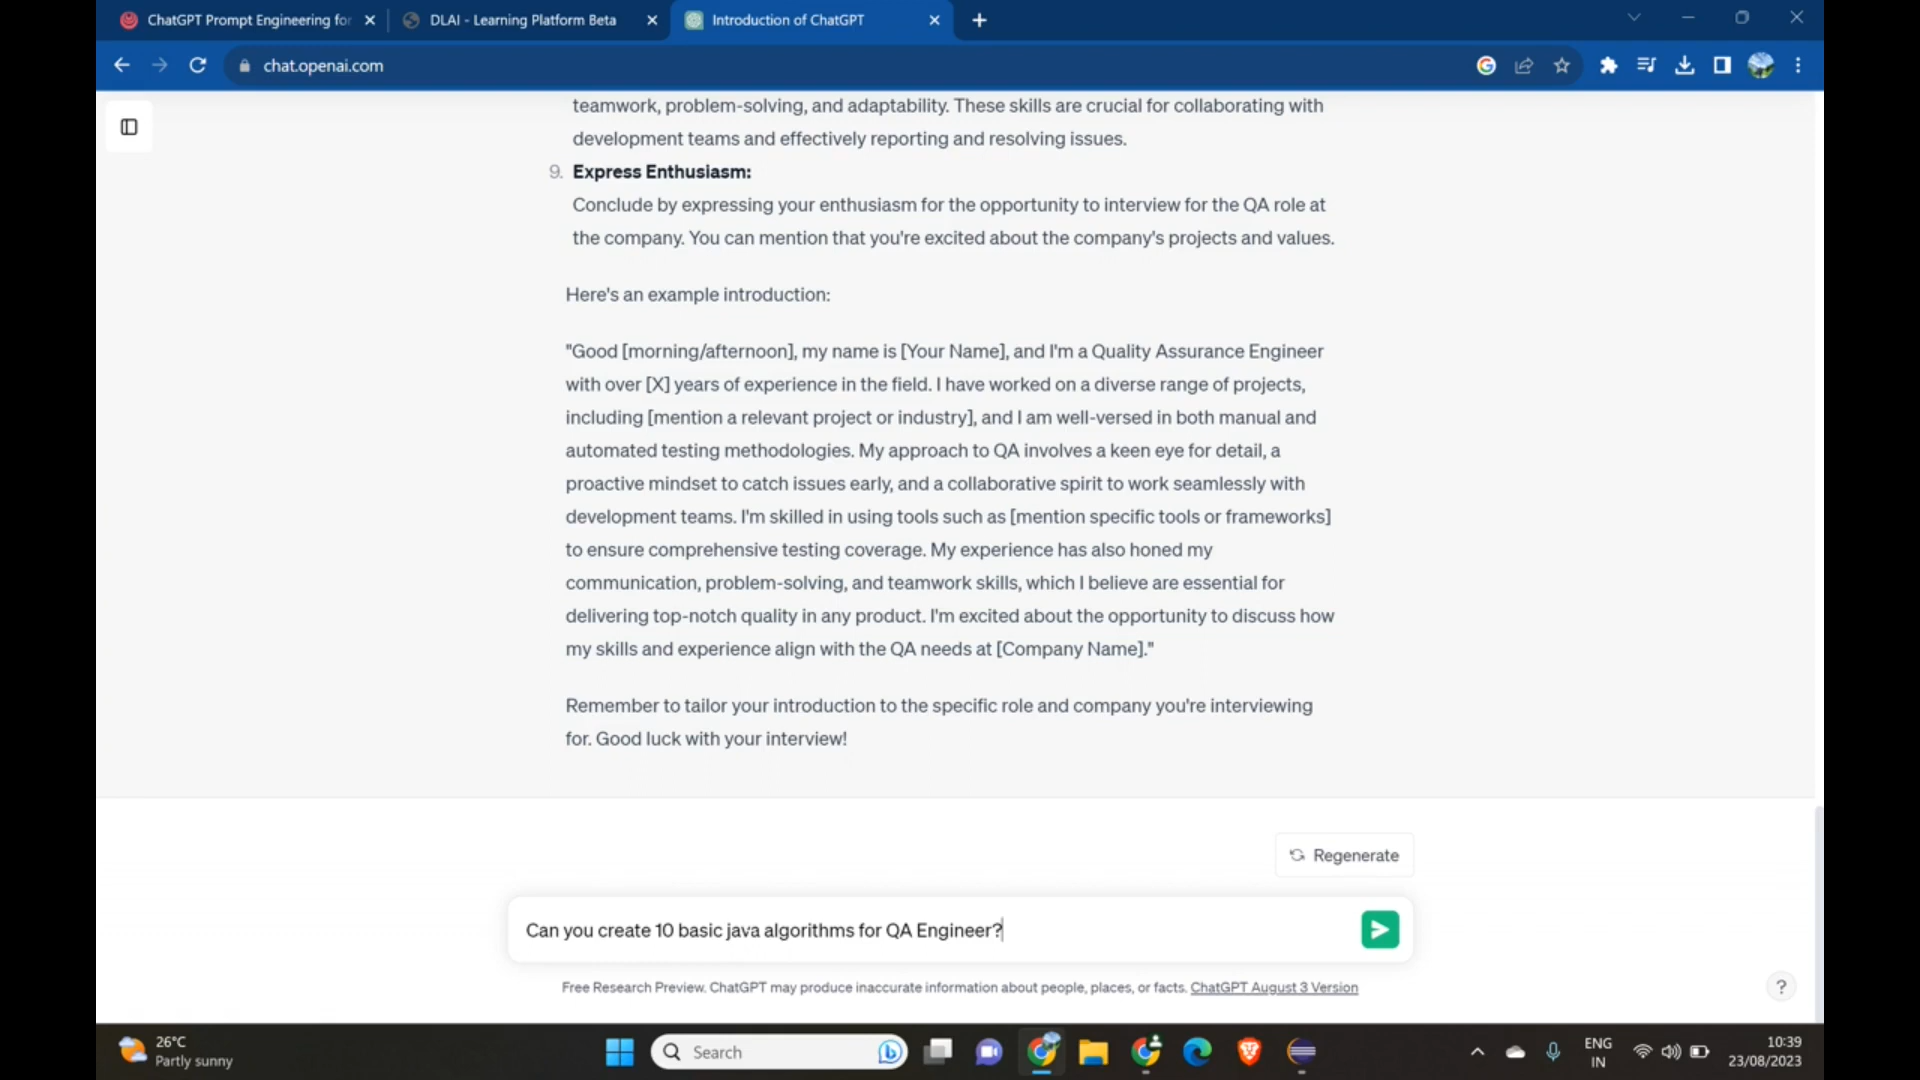 ChatGPT Prompt Engineering for
DLAI - Learning Platform Beta
Introduction of ChatGPT
chat.openai.com
teamwork, problem-solving, and adaptability. These skills are crucial for collaborating with
development teams and effectively reporting and resolving issues.
9. Express Enthusiasm:
Conclude by expressing your enthusiasm for the opportunity to interview for the QA role at
the company. You can mention that you're excited about the company's projects and values.
Here's an example introduction:
"Good [morning/afternoon], my name is [Your Name], and I'm a Quality Assurance Engineer
with over [X] years of experience in the field. I have worked on a diverse range of projects,
including [mention a relevant project or industry], and I am well-versed in both manual and
automated testing methodologies. My approach to QA involves a keen eye for detail, a
proactive mindset to catch issues early, and a collaborative spirit to work seamlessly with
development teams. I'm skilled in using tools such as [mention specific tools or frameworks]
to ensure comprehensive testing coverage. My experience has also honed my
communication, problem-solving, and teamwork skills, which I believe are essential for
delivering top-notch quality in any product. I'm excited about the opportunity to discuss how
my skills and experience align with the QA needs at [Company Name]."
Remember to tailor your introduction to the specific role and company you're interviewing
for. Good luck with your interview!
Regenerate
Can you create 10 basic java algorithms for QA Engineer?
Free Research Preview. ChatGPT may produce inaccurate information about people, places, or facts. ChatGPT August 3 Version
?
26°C
Partly sunny
Search
ENG
IN
10:39
23/08/2023